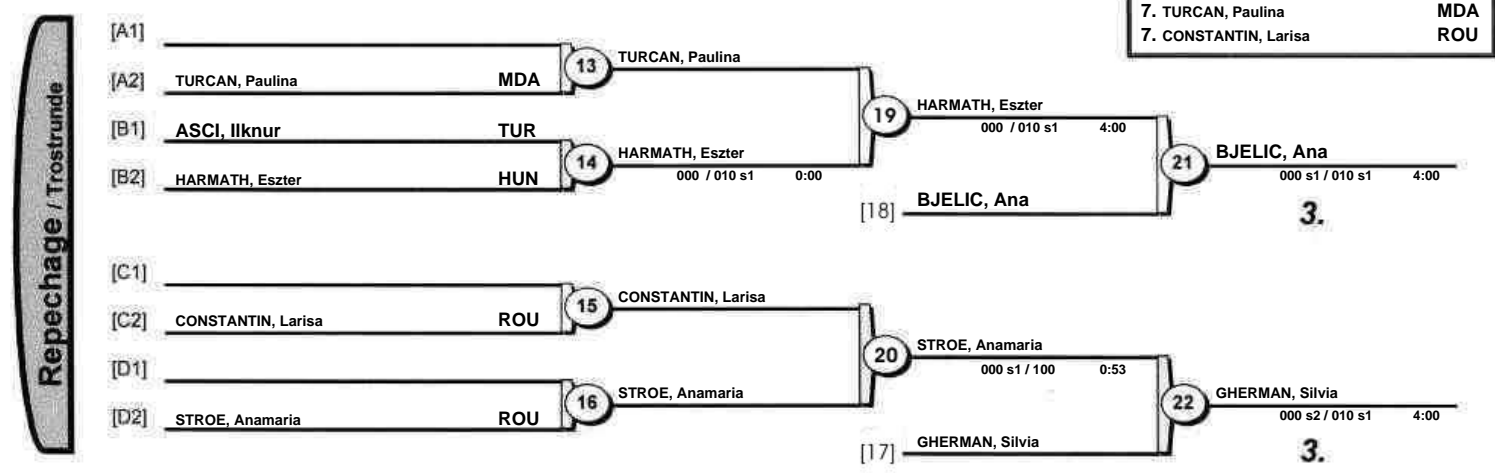 7. TURCAN, Paulina MDA
7. CONSTANTIN, Larisa ROU
Repechage / Trostrunde
[A1]
[A2] TURCAN, Paulina MDA
13 TURCAN, Paulina
[B1] ASCI, Ilknur TUR
[B2] HARMATH, Eszter HUN
14 HARMATH, Eszter
000 / 010 s1 0:00
19 HARMATH, Eszter
000 / 010 s1 4:00
[18] BJELIC, Ana
21 BJELIC, Ana
000 s1 / 010 s1 4:00
3.
[C1]
[C2] CONSTANTIN, Larisa ROU
15 CONSTANTIN, Larisa
[D1]
[D2] STROE, Anamaria ROU
16 STROE, Anamaria
20 STROE, Anamaria
000 s1 / 100 0:53
[17] GHERMAN, Silvia
22 GHERMAN, Silvia
000 s2 / 010 s1 4:00
3.